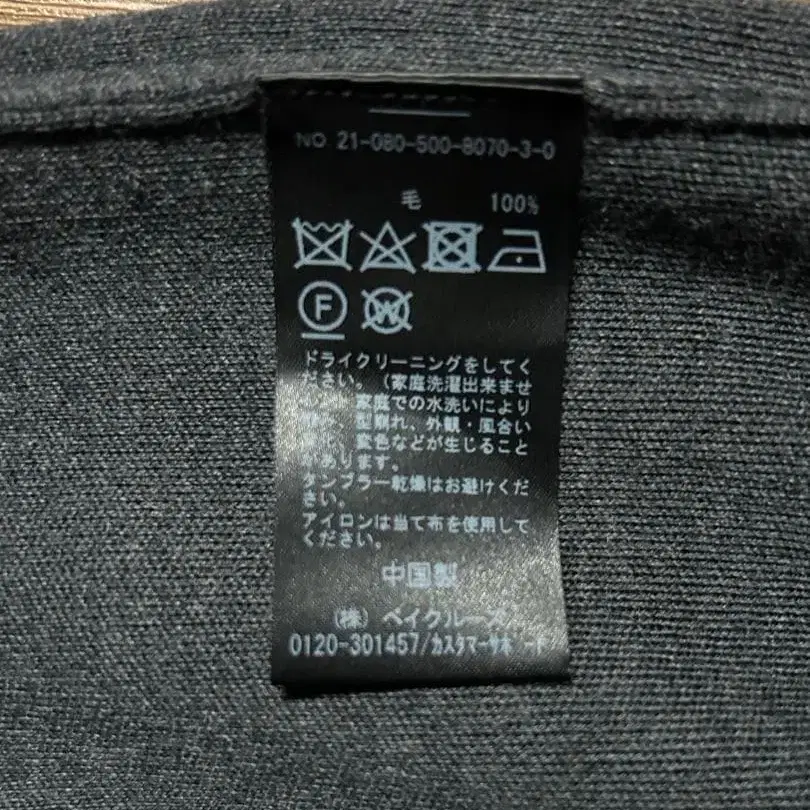 NO 21-080-500-8070-3-0
毛 100%
F W
ドライクリーニングをしてく
ださい。(家庭洗濯出来ませ
家庭での水洗いにより
型崩れ、外観・風合い
変色などが生じること
があります。
タンブラー乾燥はお避けくだ
さい。
アイロンは当て布を使用して
ください。
中国製
(株) ベイクルーズ
0120-301457/カスタマーサポート